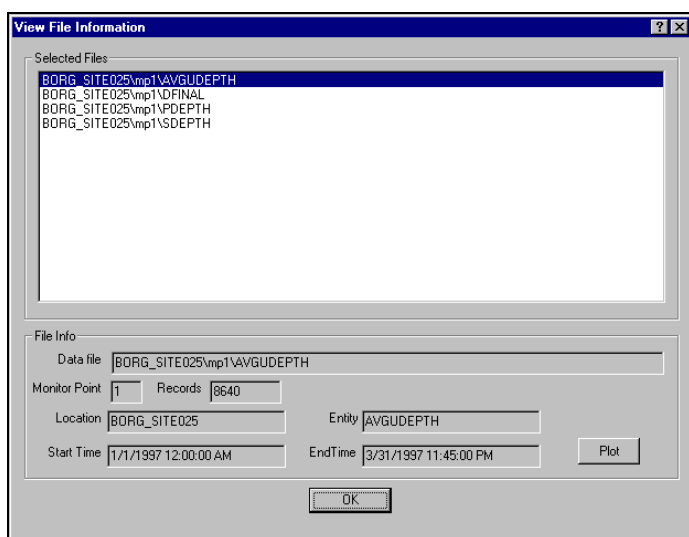 View File Information
Selected Files
BORG_SITE025\mp1\AVGUDEPTH
BORG_SITE025\mp1\DFINAL
BORG_SITE025\mp1\PDEPTH
BORG_SITE025\mp1\SDEPTH
File Info
Data file BORG_SITE025\mp1\AVGUDEPTH
Monitor Point 1 Records 8640
Location BORG_SITE025 Entity AVGUDEPTH
Start Time 1/1/1997 12:00:00 AM EndTime 3/31/1997 11:45:00 PM Plot
OK